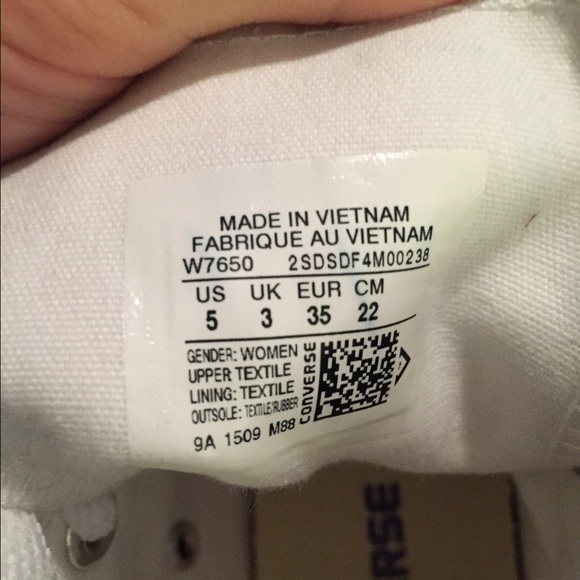 MADE IN VIETNAM
FABRIQUE AU VIETNAM
W7650 2SDSDF4M00238
US UK EUR CM
5 3 35 22
GENDER: WOMEN
UPPER TEXTILE
LINING: TEXTILE
OUTSOLE: TEXTILE/RUBBER
9A 1509 M88
CONVERSE
ERSE